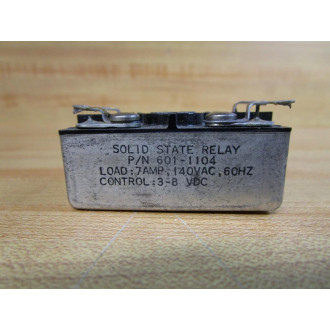 SOLID STATE RELAY
P/N 601-1104
LOAD:7AMP,140VAC,60HZ
CONTROL:3-8 VDC